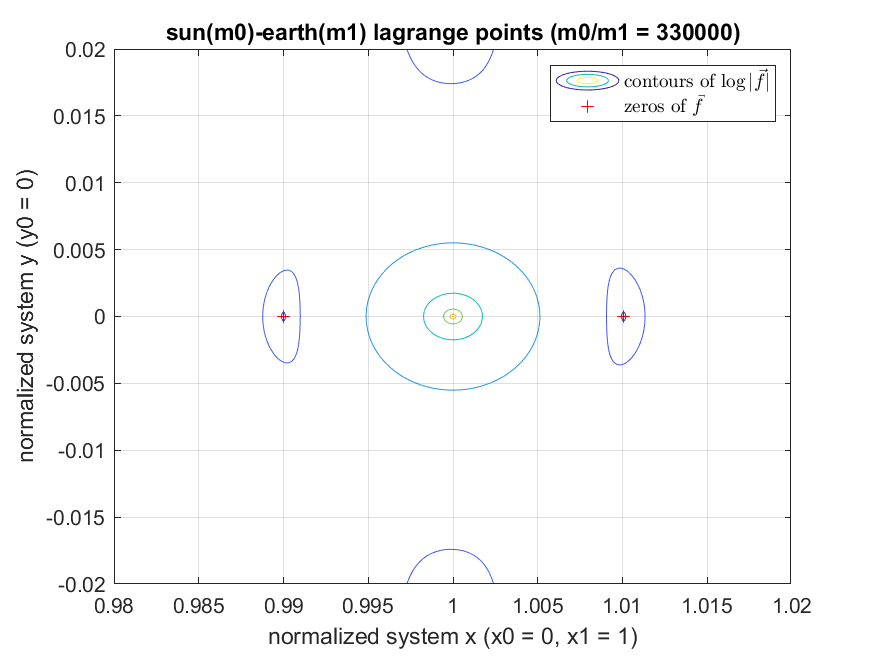 sun(m0)-earth(m1) lagrange points (m0/m1 = 330000)
contours of log|f⃗|
zeros of f⃗
normalized system y (y0 = 0)
0.02
0.015
0.01
0.005
0
-0.005
-0.01
-0.015
-0.02
0.98 0.985 0.99 0.995 1 1.005 1.01 1.015 1.02
normalized system x (x0 = 0, x1 = 1)